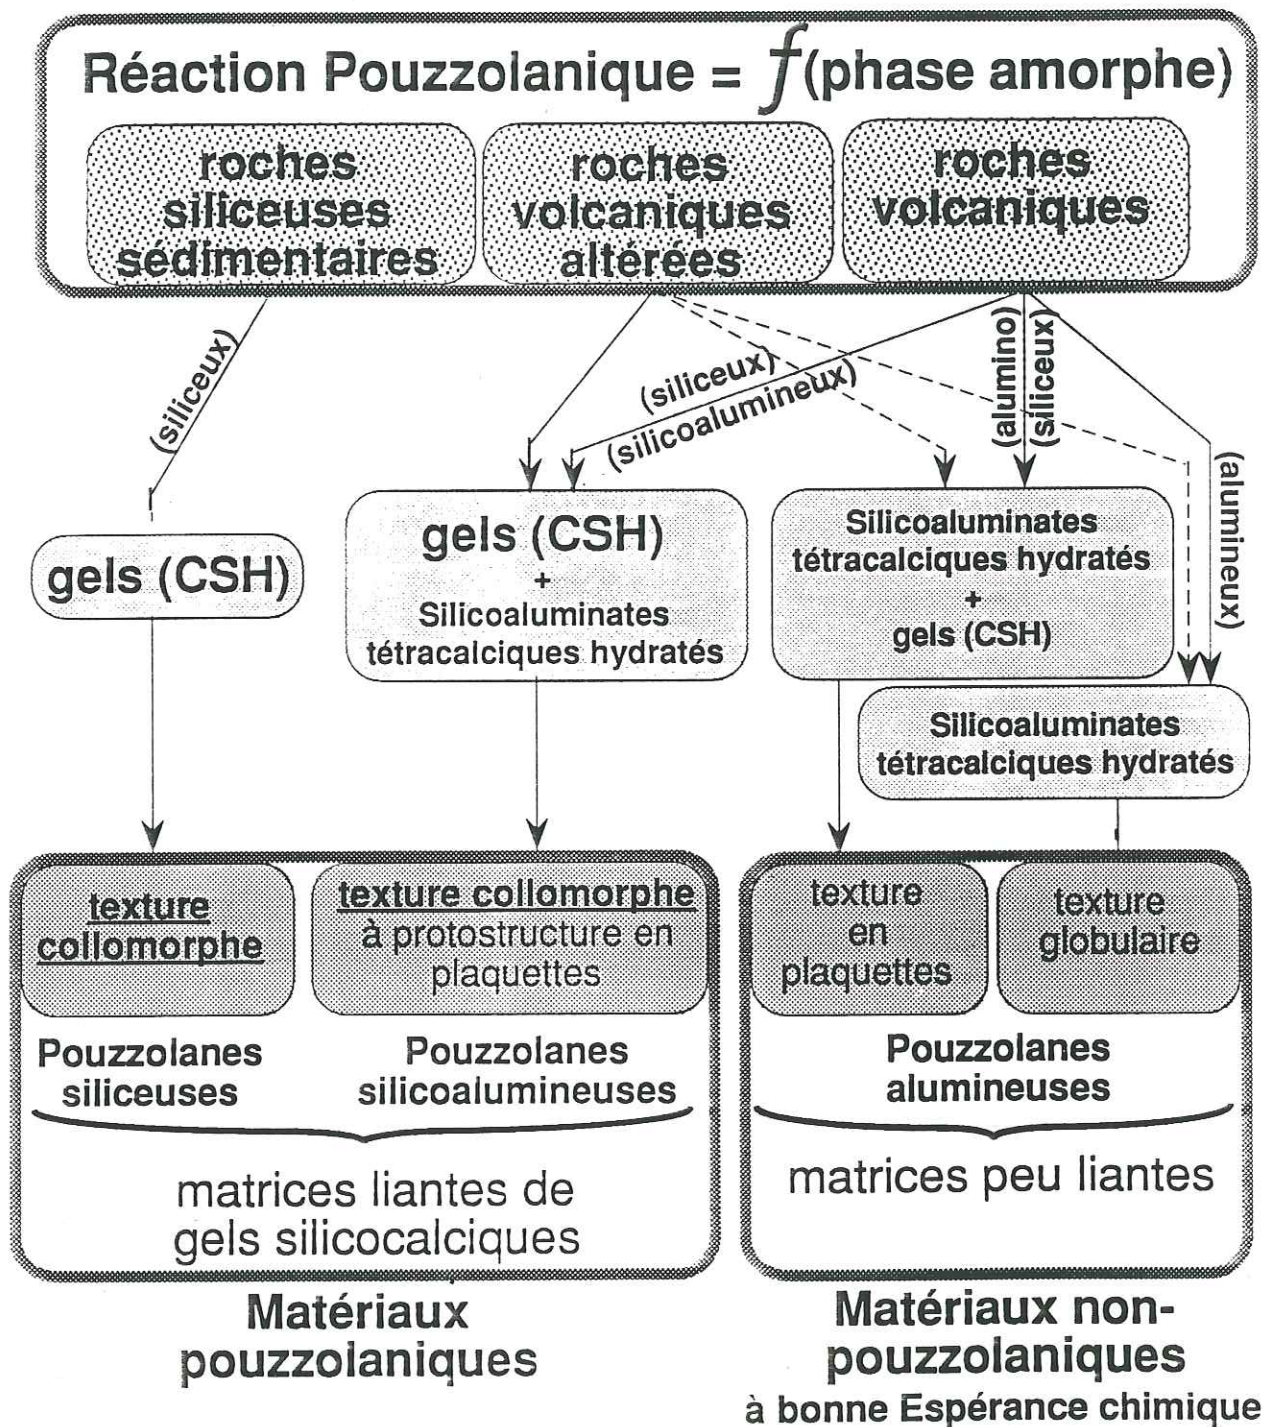 Réaction Pouzzolanique = f(phase amorphe)
roches
siliceuses
sédimentaires
roches
volcaniques
altérées
roches
volcaniques
(siliceux)
(siliceux)
(silicoalumineux)
(alumino)
(siliceux)
(alumineux)
gels (CSH)
gels (CSH)
+
Silicoaluminates
tétracalciques hydratés
Silicoaluminates
tétracalciques hydratés
+
gels (CSH)
Silicoaluminates
tétracalciques hydratés
texture
collomorphe
texture collomorphe
à protostructure en
plaquettes
texture
en
plaquettes
texture
globulaire
Pouzzolanes
siliceuses
Pouzzolanes
silicoalumineuses
Pouzzolanes
alumineuses
matrices liantes de
gels silicocalciques
matrices peu liantes
Matériaux
pouzzolaniques
Matériaux non-
pouzzolaniques
à bonne Espérance chimique